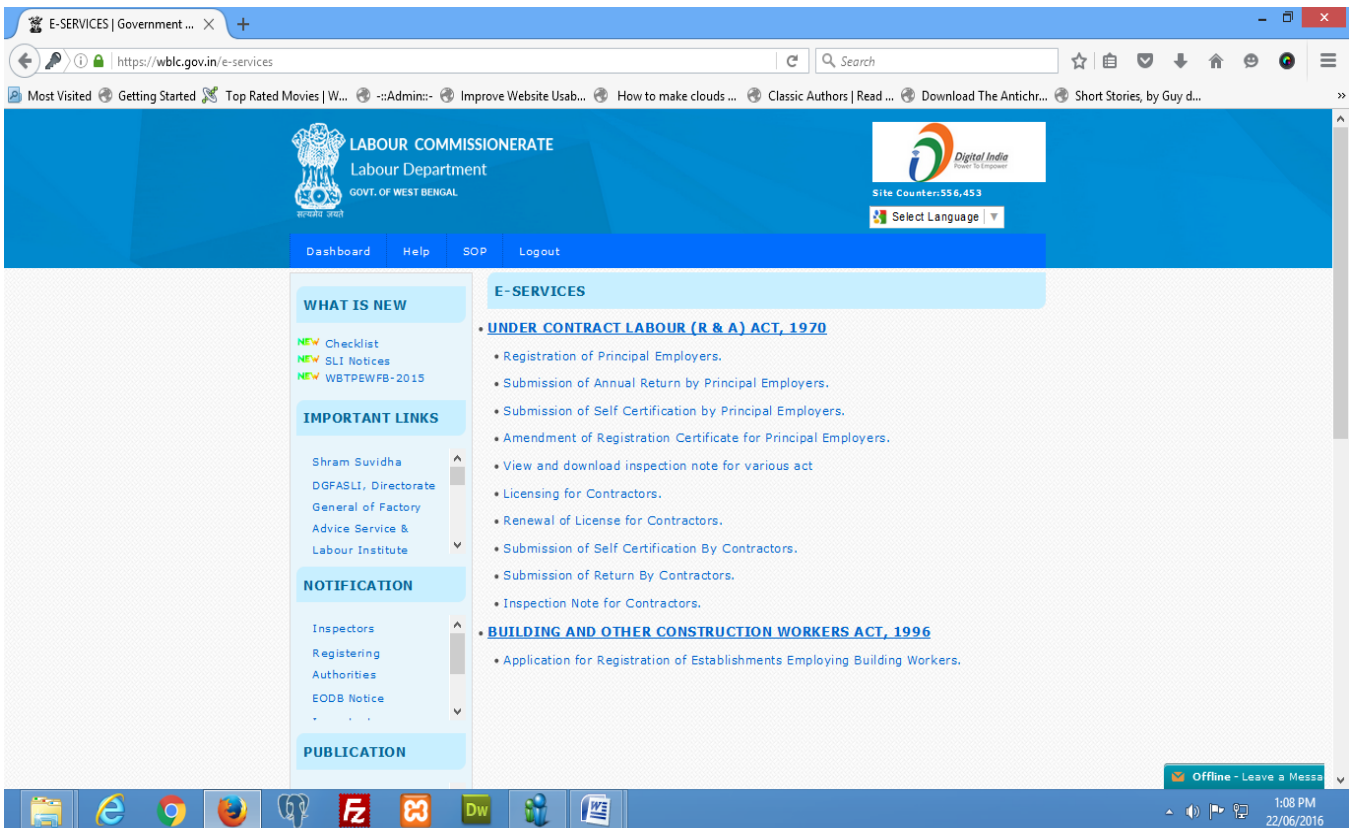 E-SERVICES | Government ...
https://wblc.gov.in/e-services
Search
Most Visited Getting Started Top Rated Movies | W... -::Admin::- Improve Website Usab... How to make clouds ... Classic Authors | Read ... Download The Antichr... Short Stories, by Guy d... »
LABOUR COMMISSIONERATE
Labour Department
GOVT. OF WEST BENGAL
सत्यमेव जयते
Digital India
Power To Empower
Site Counter:556,453
Select Language
Dashboard Help SOP Logout
WHAT IS NEW
NEW Checklist
NEW SLI Notices
NEW WBTPEWFB-2015
IMPORTANT LINKS
Shram Suvidha
DGFASLI, Directorate
General of Factory
Advice Service &
Labour Institute
NOTIFICATION
Inspectors
Registering
Authorities
EODB Notice
PUBLICATION
E-SERVICES
• UNDER CONTRACT LABOUR (R & A) ACT, 1970
• Registration of Principal Employers.
• Submission of Annual Return by Principal Employers.
• Submission of Self Certification by Principal Employers.
• Amendment of Registration Certificate for Principal Employers.
• View and download inspection note for various act
• Licensing for Contractors.
• Renewal of License for Contractors.
• Submission of Self Certification By Contractors.
• Submission of Return By Contractors.
• Inspection Note for Contractors.
• BUILDING AND OTHER CONSTRUCTION WORKERS ACT, 1996
• Application for Registration of Establishments Employing Building Workers.
Offline - Leave a Messa
Dw
1:08 PM
22/06/2016